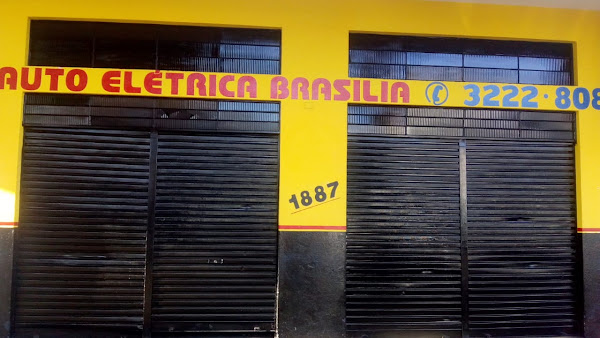 AUTO ELÉTRICA BRASILIA ✆ 3222·808
1887